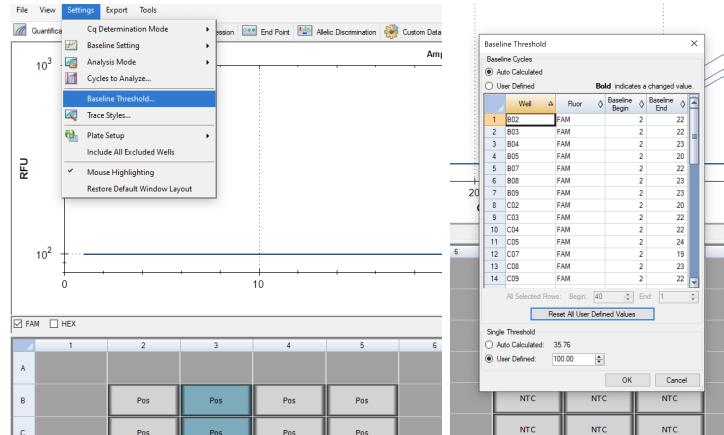 File View Settings Export Tools
Quantifica
Cq Determination Mode
ession
End Point
Allelic Discrimination
Custom Data
Baseline Setting
Analysis Mode
Cycles to Analyze...
Baseline Threshold...
Trace Styles...
Plate Setup
Include All Excluded Wells
Mouse Highlighting
Restore Default Window Layout
Amp
10³
RFU
10²
0 10
FAM HEX
1 2 3 4 5 6
A
B Pos Pos Pos Pos
C Pos Pos Pos Pos
Baseline Threshold
Baseline Cycles
Auto Calculated
User Defined
Bold indicates a changed value.
Well Fluor Baseline Begin Baseline End
1 B02 FAM 2 22
2 B03 FAM 2 22
3 B04 FAM 2 23
4 B05 FAM 2 20
5 B07 FAM 2 22
6 B08 FAM 2 23
7 B09 FAM 2 23
8 C02 FAM 2 20
9 C03 FAM 2 22
10 C04 FAM 2 22
11 C05 FAM 2 24
12 C07 FAM 2 19
13 C08 FAM 2 23
14 C09 FAM 2 22
All Selected Rows: Begin: 40 End: 1
Reset All User Defined Values
Single Threshold
Auto Calculated: 35.76
User Defined: 100.00
OK Cancel
20
6
NTC NTC NTC
NTC NTC NTC